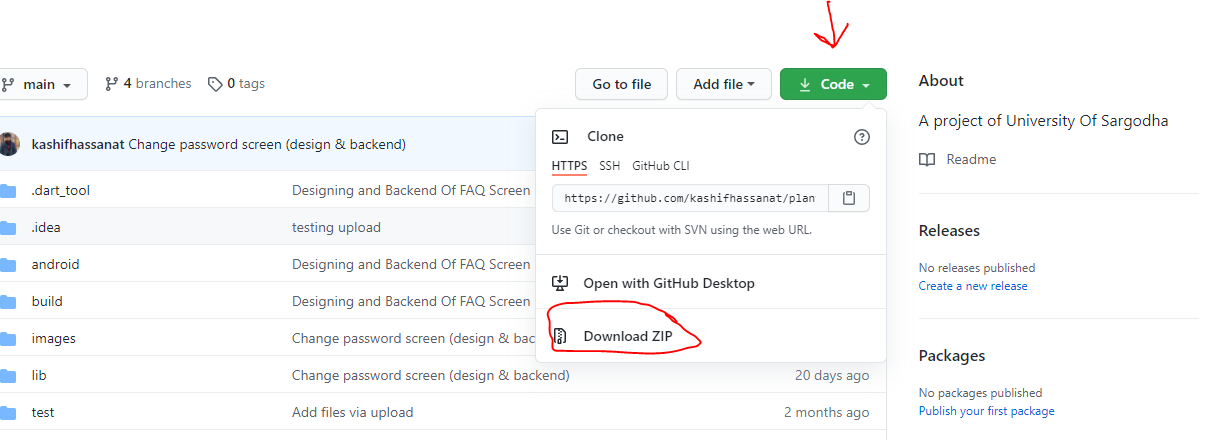 main
4 branches
0 tags
Go to file
Add file
Code
kashifhassanat Change password screen (design & backend)
.dart_tool Designing and Backend Of FAQ Screen
.idea testing upload
android Designing and Backend Of FAQ Screen
build Designing and Backend Of FAQ Screen
images Change password screen (design & bac
lib Change password screen (design & backend) 20 days ago
test Add files via upload 2 months ago
Clone
HTTPS SSH GitHub CLI
https://github.com/kashifhassanat/plan
Use Git or checkout with SVN using the web URL.
Open with GitHub Desktop
Download ZIP
About
A project of University Of Sargodha
Readme
Releases
No releases published
Create a new release
Packages
No packages published
Publish your first package